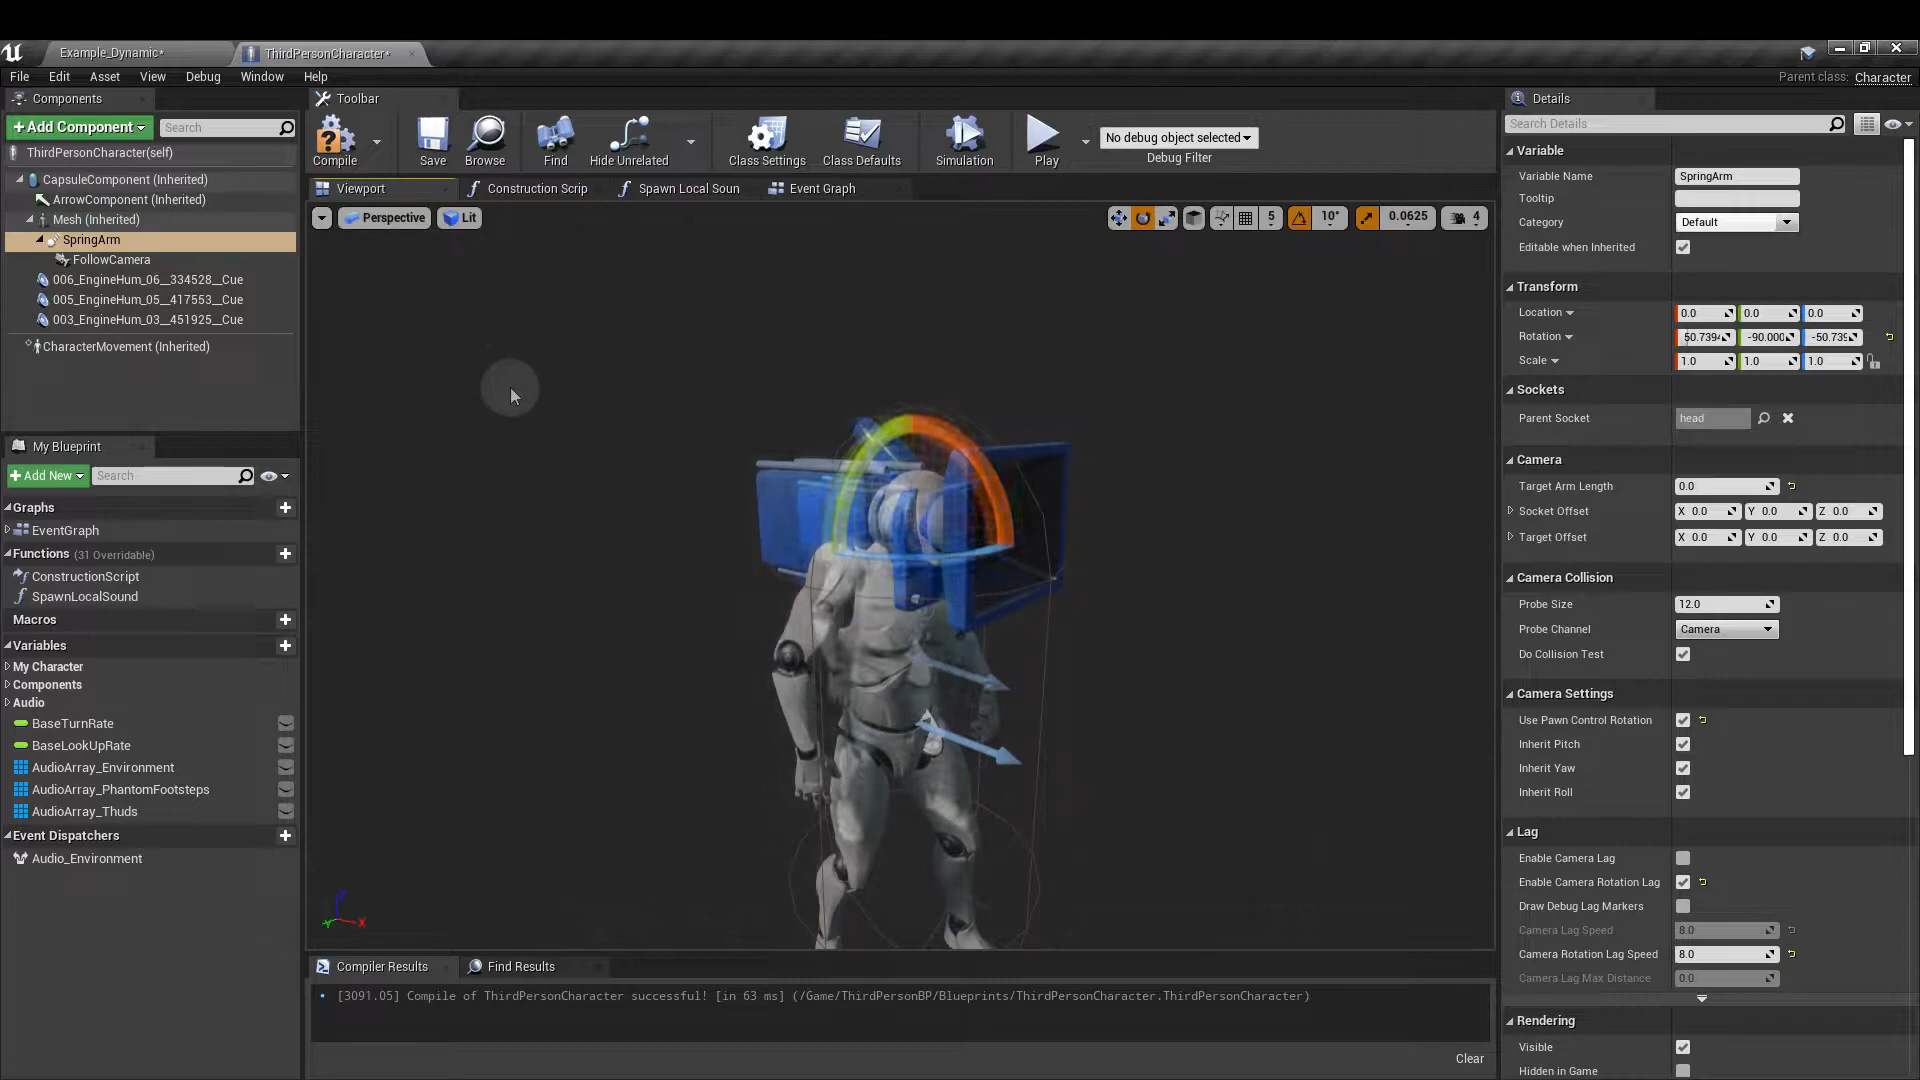 Example_Dynamic*
ThirdPersonCharacter*
File Edit Asset View Debug Window Help
Parent class: Character
Components
Toolbar
Details
+Add Component
Search
Search Details
ThirdPersonCharacter(self)
Compile
Save
Browse
Find
Hide Unrelated
Class Settings
Class Defaults
Simulation
Play
No debug object selected
Debug Filter
Variable
CapsuleComponent (Inherited)
ArrowComponent (Inherited)
Mesh (Inherited)
SpringArm
FollowCamera
006_EngineHum_06__334528__Cue
005_EngineHum_05__417553__Cue
003_EngineHum_03__451925__Cue
CharacterMovement (Inherited)
Viewport
Construction Scrip
Spawn Local Soun
Event Graph
Perspective
Lit
5
10°
0.0625
4
Variable Name SpringArm
Tooltip
Category Default
Editable when Inherited
Transform
Location 0.0 0.0 0.0
Rotation 50.739 -90.000 -50.739
Scale 1.0 1.0 1.0
Sockets
Parent Socket head
Camera
Target Arm Length 0.0
Socket Offset X 0.0 Y 0.0 Z 0.0
Target Offset X 0.0 Y 0.0 Z 0.0
Camera Collision
Probe Size 12.0
Probe Channel Camera
Do Collision Test
Camera Settings
Use Pawn Control Rotation
Inherit Pitch
Inherit Yaw
Inherit Roll
Lag
Enable Camera Lag
Enable Camera Rotation Lag
Draw Debug Lag Markers
Camera Lag Speed 8.0
Camera Rotation Lag Speed 8.0
Camera Lag Max Distance 0.0
Rendering
Visible
Hidden in Game
My Blueprint
+Add New
Search
Graphs
EventGraph
Functions (31 Overridable)
ConstructionScript
SpawnLocalSound
Macros
Variables
My Character
Components
Audio
BaseTurnRate
BaseLookUpRate
AudioArray_Environment
AudioArray_PhantomFootsteps
AudioArray_Thuds
Event Dispatchers
Audio_Environment
Z
Y
X
Compiler Results
Find Results
[3091.05] Compile of ThirdPersonCharacter successful! [in 63 ms] (/Game/ThirdPersonBP/Blueprints/ThirdPersonCharacter.ThirdPersonCharacter)
Clear